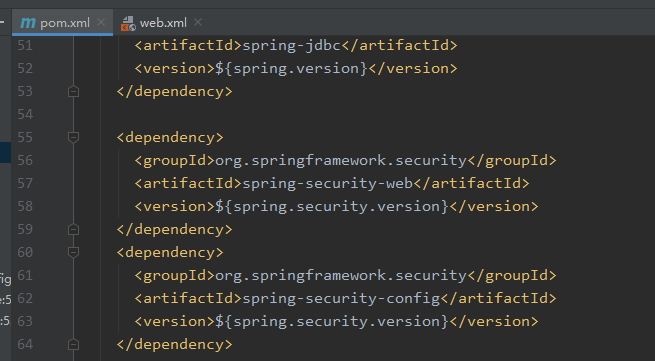 pom.xml
web.xml
51 <artifactId>spring-jdbc</artifactId>
52 <version>${spring.version}</version>
53 </dependency>
54
55 <dependency>
56 <groupId>org.springframework.security</groupId>
57 <artifactId>spring-security-web</artifactId>
58 <version>${spring.security.version}</version>
59 </dependency>
60 <dependency>
61 <groupId>org.springframework.security</groupId>
62 <artifactId>spring-security-config</artifactId>
63 <version>${spring.security.version}</version>
64 </dependency>